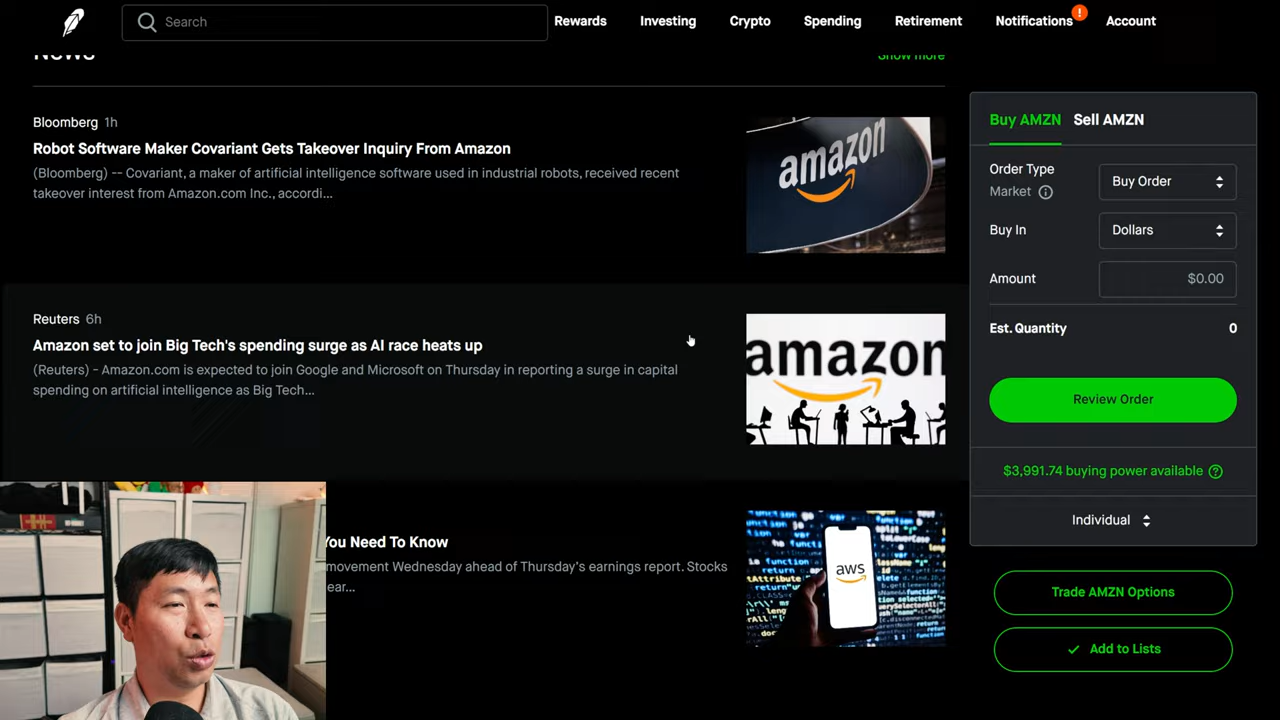 Search
Rewards
Investing
Crypto
Spending
Retirement
Notifications
!
Account
News
Show more
Bloomberg 1h
Robot Software Maker Covariant Gets Takeover Inquiry From Amazon
(Bloomberg) -- Covariant, a maker of artificial intelligence software used in industrial robots, received recent
takeover interest from Amazon.com Inc., accordi...
amazon
Reuters 6h
Amazon set to join Big Tech's spending surge as AI race heats up
(Reuters) - Amazon.com is expected to join Google and Microsoft on Thursday in reporting a surge in capital
spending on artificial intelligence as Big Tech...
amazon
You Need To Know
movement Wednesday ahead of Thursday's earnings report. Stocks
ear...
aws
Buy AMZN
Sell AMZN
Order Type
Market
Buy Order
Buy In
Dollars
Amount
$0.00
Est. Quantity
0
Review Order
$3,991.74 buying power available
Individual
Trade AMZN Options
Add to Lists